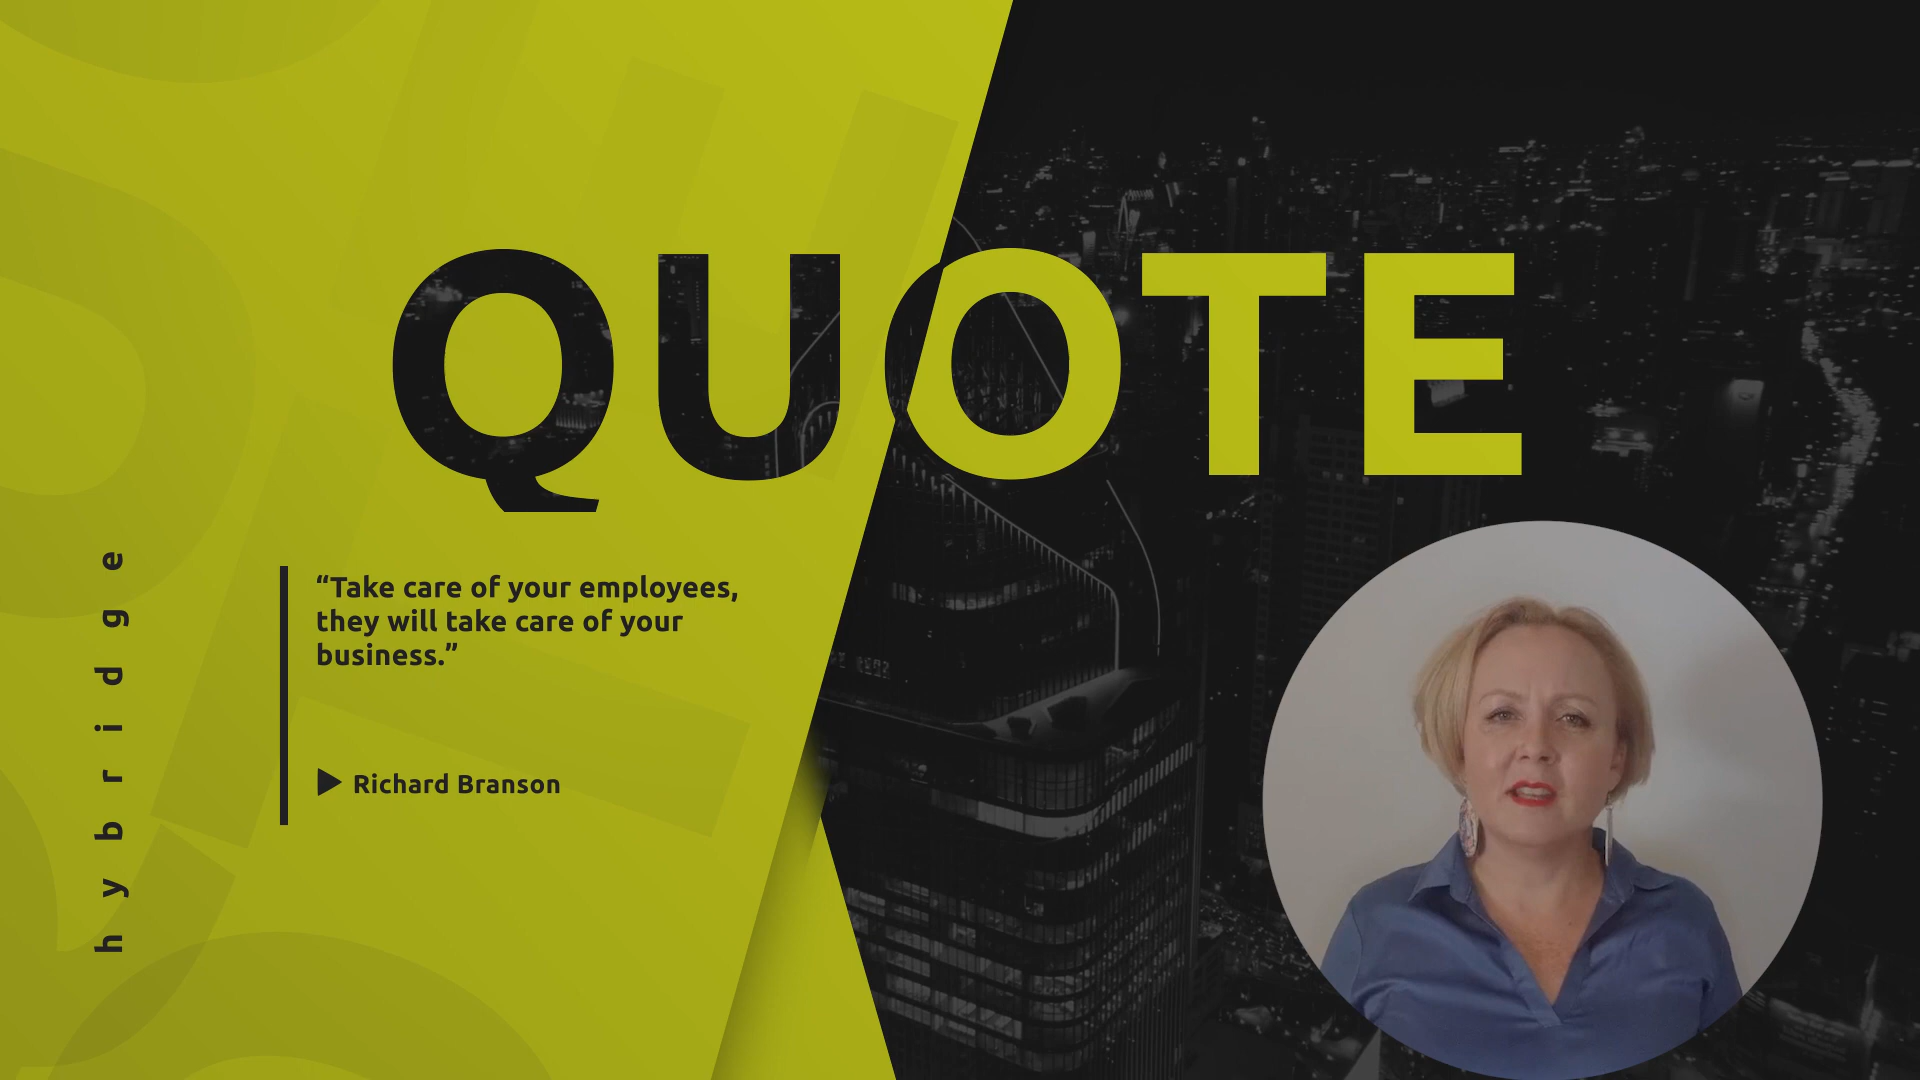 QUOTE
“Take care of your employees,
they will take care of your
business.”
Richard Branson
hybridge